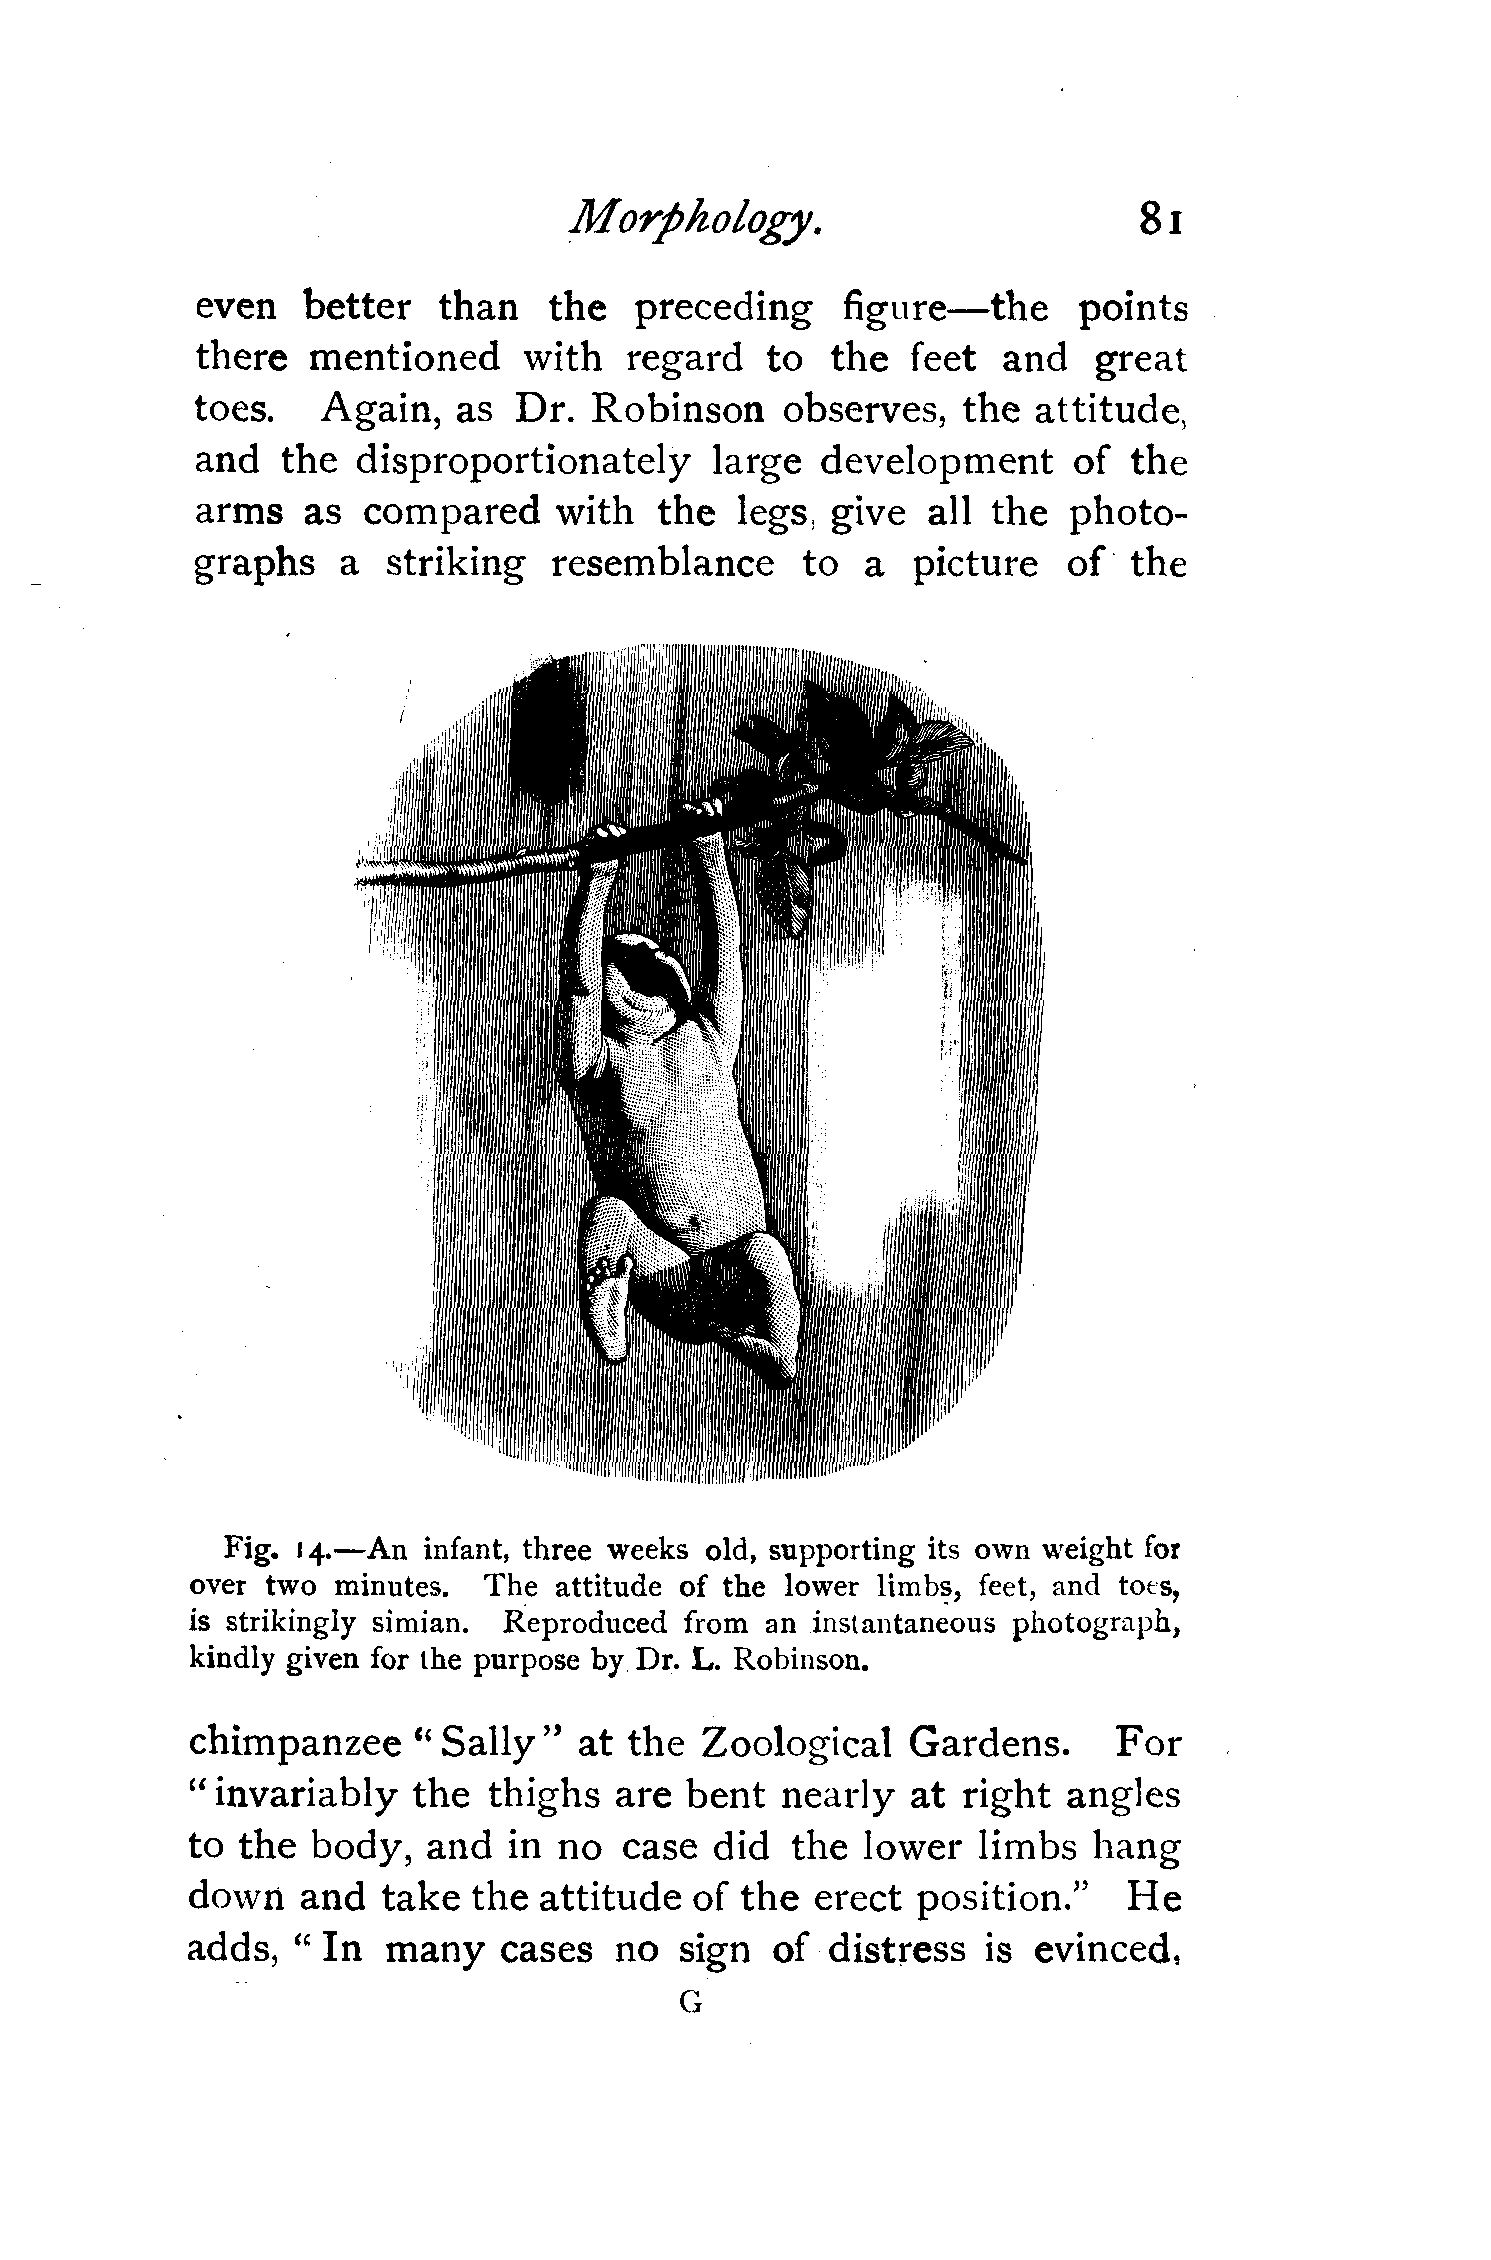 Morphology. 81
even better than the preceding figure—the points
there mentioned with regard to the feet and great
toes. Again, as Dr. Robinson observes, the attitude,
and the disproportionately large development of the
arms as compared with the legs, give all the photo-
graphs a striking resemblance to a picture of the
Fig. 14.—An infant, three weeks old, supporting its own weight for
over two minutes. The attitude of the lower limbs, feet, and toes,
is strikingly simian. Reproduced from an instantaneous photograph,
kindly given for the purpose by Dr. L. Robinson.
chimpanzee “Sally” at the Zoological Gardens. For
“invariably the thighs are bent nearly at right angles
to the body, and in no case did the lower limbs hang
down and take the attitude of the erect position.” He
adds, “In many cases no sign of distress is evinced,
G